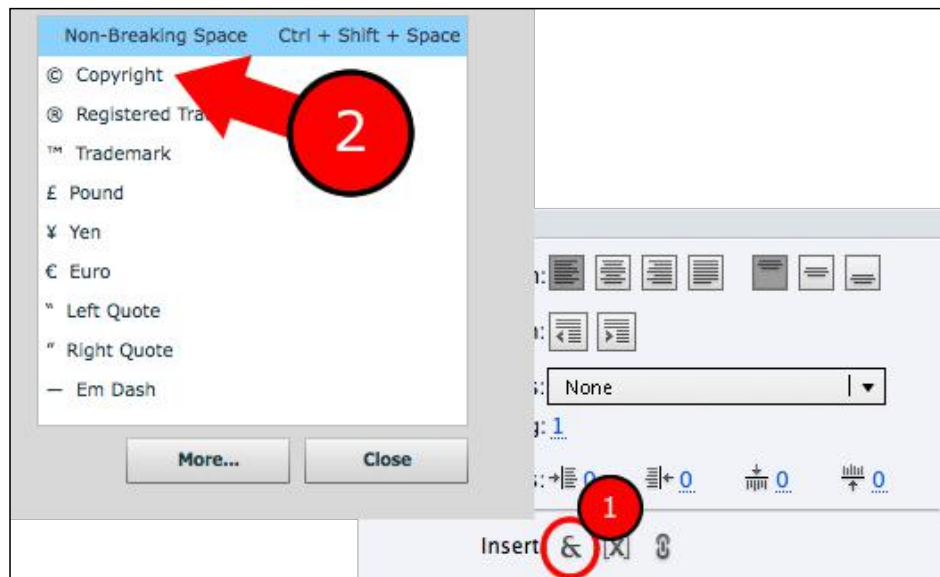 Non-Breaking Space Ctrl + Shift + Space
© Copyright
® Registered
™ Trademark
£ Pound
¥ Yen
€ Euro
“ Left Quote
” Right Quote
— Em Dash
More... Close
2
None
1
0 0 0 0
1
Insert & [X]